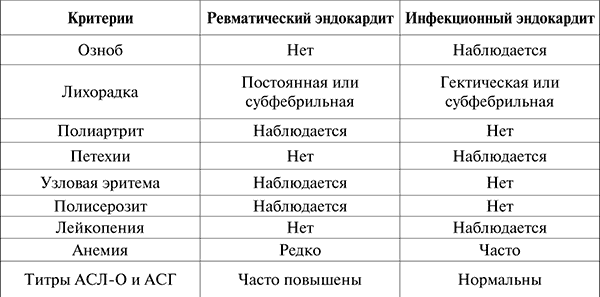 Критерии Ревматический эндокардит Инфекционный эндокардит
Озноб Нет Наблюдается
Лихорадка Постоянная или субфебрильная Гектическая или субфебрильная
Полиартрит Наблюдается Нет
Петехии Нет Наблюдается
Узловая эритема Наблюдается Нет
Полисерозит Наблюдается Нет
Лейкопения Нет Наблюдается
Анемия Редко Часто
Титры АСЛ-О и АСГ Часто повышены Нормальны